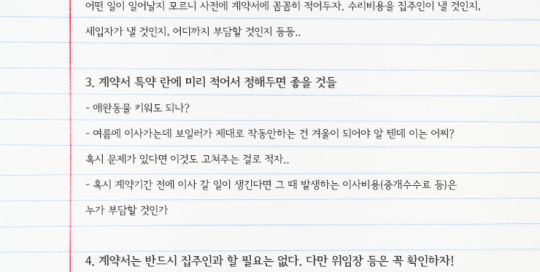 어떤 일이 일어날지 모르니 사전에 계약서에 꼼꼼히 적어두자. 수리비용을 집주인이 낼 것인지,
세입자가 낼 것인지, 어디까지 부담할 것인지 등등..
3. 계약서 특약 란에 미리 적어서 정해두면 좋을 것들
- 애완동물 키워도 되나?
- 여름에 이사가는데 보일러가 제대로 작동안하는 건 겨울이 되어야 알 텐데 이는 어찌?
혹시 문제가 있다면 이것도 고쳐주는 걸로 적자..
- 혹시 계약기간 전에 이사 갈 일이 생긴다면 그 때 발생하는 이사비용(중개수수료 등)은
누가 부담할 것인가
4. 계약서는 반드시 집주인과 할 필요는 없다. 다만 위임장 등은 꼭 확인하자!